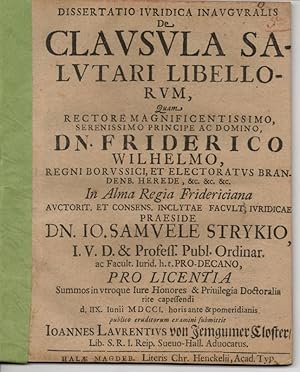 DISSERTATIO IVRIDICA INAVGVRALIS
De
CLAVSVLA SA-
LVTARI LIBELLO-
RVM,
Quam
RECTORE MAGNIFICENTISSIMO,
SERENISSIMO PRINCIPE AC DOMINO,
DN. FRIDERICO
WILHELMO,
REGNI BORVSSICI, ET ELECTORATVS BRAN-
DENB. HEREDE, &c. &c. &c.
In Alma Regia Fridericiana
AVCTORIT. ET CONSENS. INCLYTAE FACVLT. IVRIDICAE
PRAESIDE
DN. IO. SAMVELE STRYKIO,
I. V. D. & Profess. Publ. Ordinar.
ac Facult. Iurid. h. t. PRO-DECANO,
PRO LICENTIA
Summos in vtroque Iure Honores & Priuilegia Doctoralia
rite capessendi
d. IIX. Iunii MDCCI. horis ante & pomeridianis
publico eruditorum examini submittit
IOANNES LAVRENTIVS von Jemgumer Closter/
Lib. S. R. I. Reip. Sueuo-Hall. Aduocatus.
HALAE MAGDEB. Literis Chr. Henckelii, Acad. Typ.